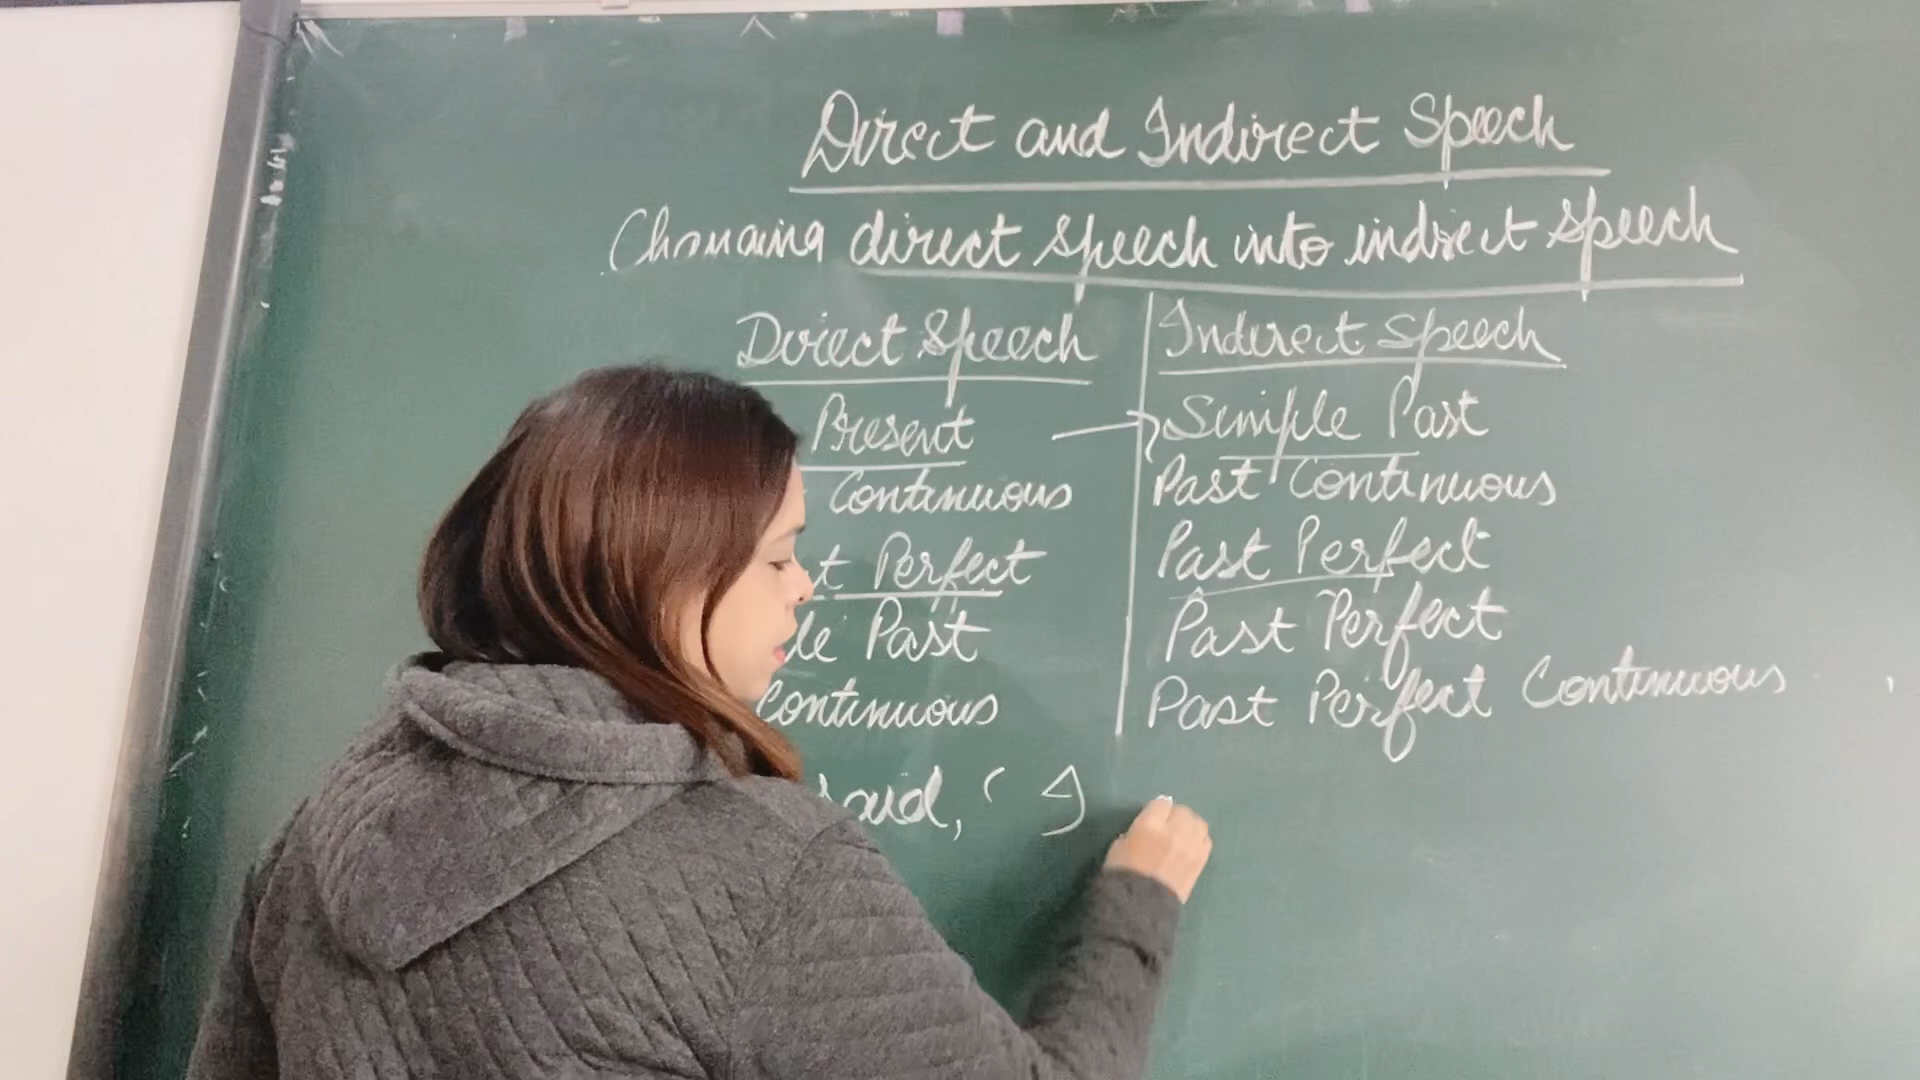 Direct and Indirect Speech
Changing direct speech into indirect speech
Direct Speech Indirect Speech
Present Simple Past
Continuous Past Continuous
Perfect Past Perfect
Past Past Perfect
Continuous Past Perfect Continuous
said, ' I